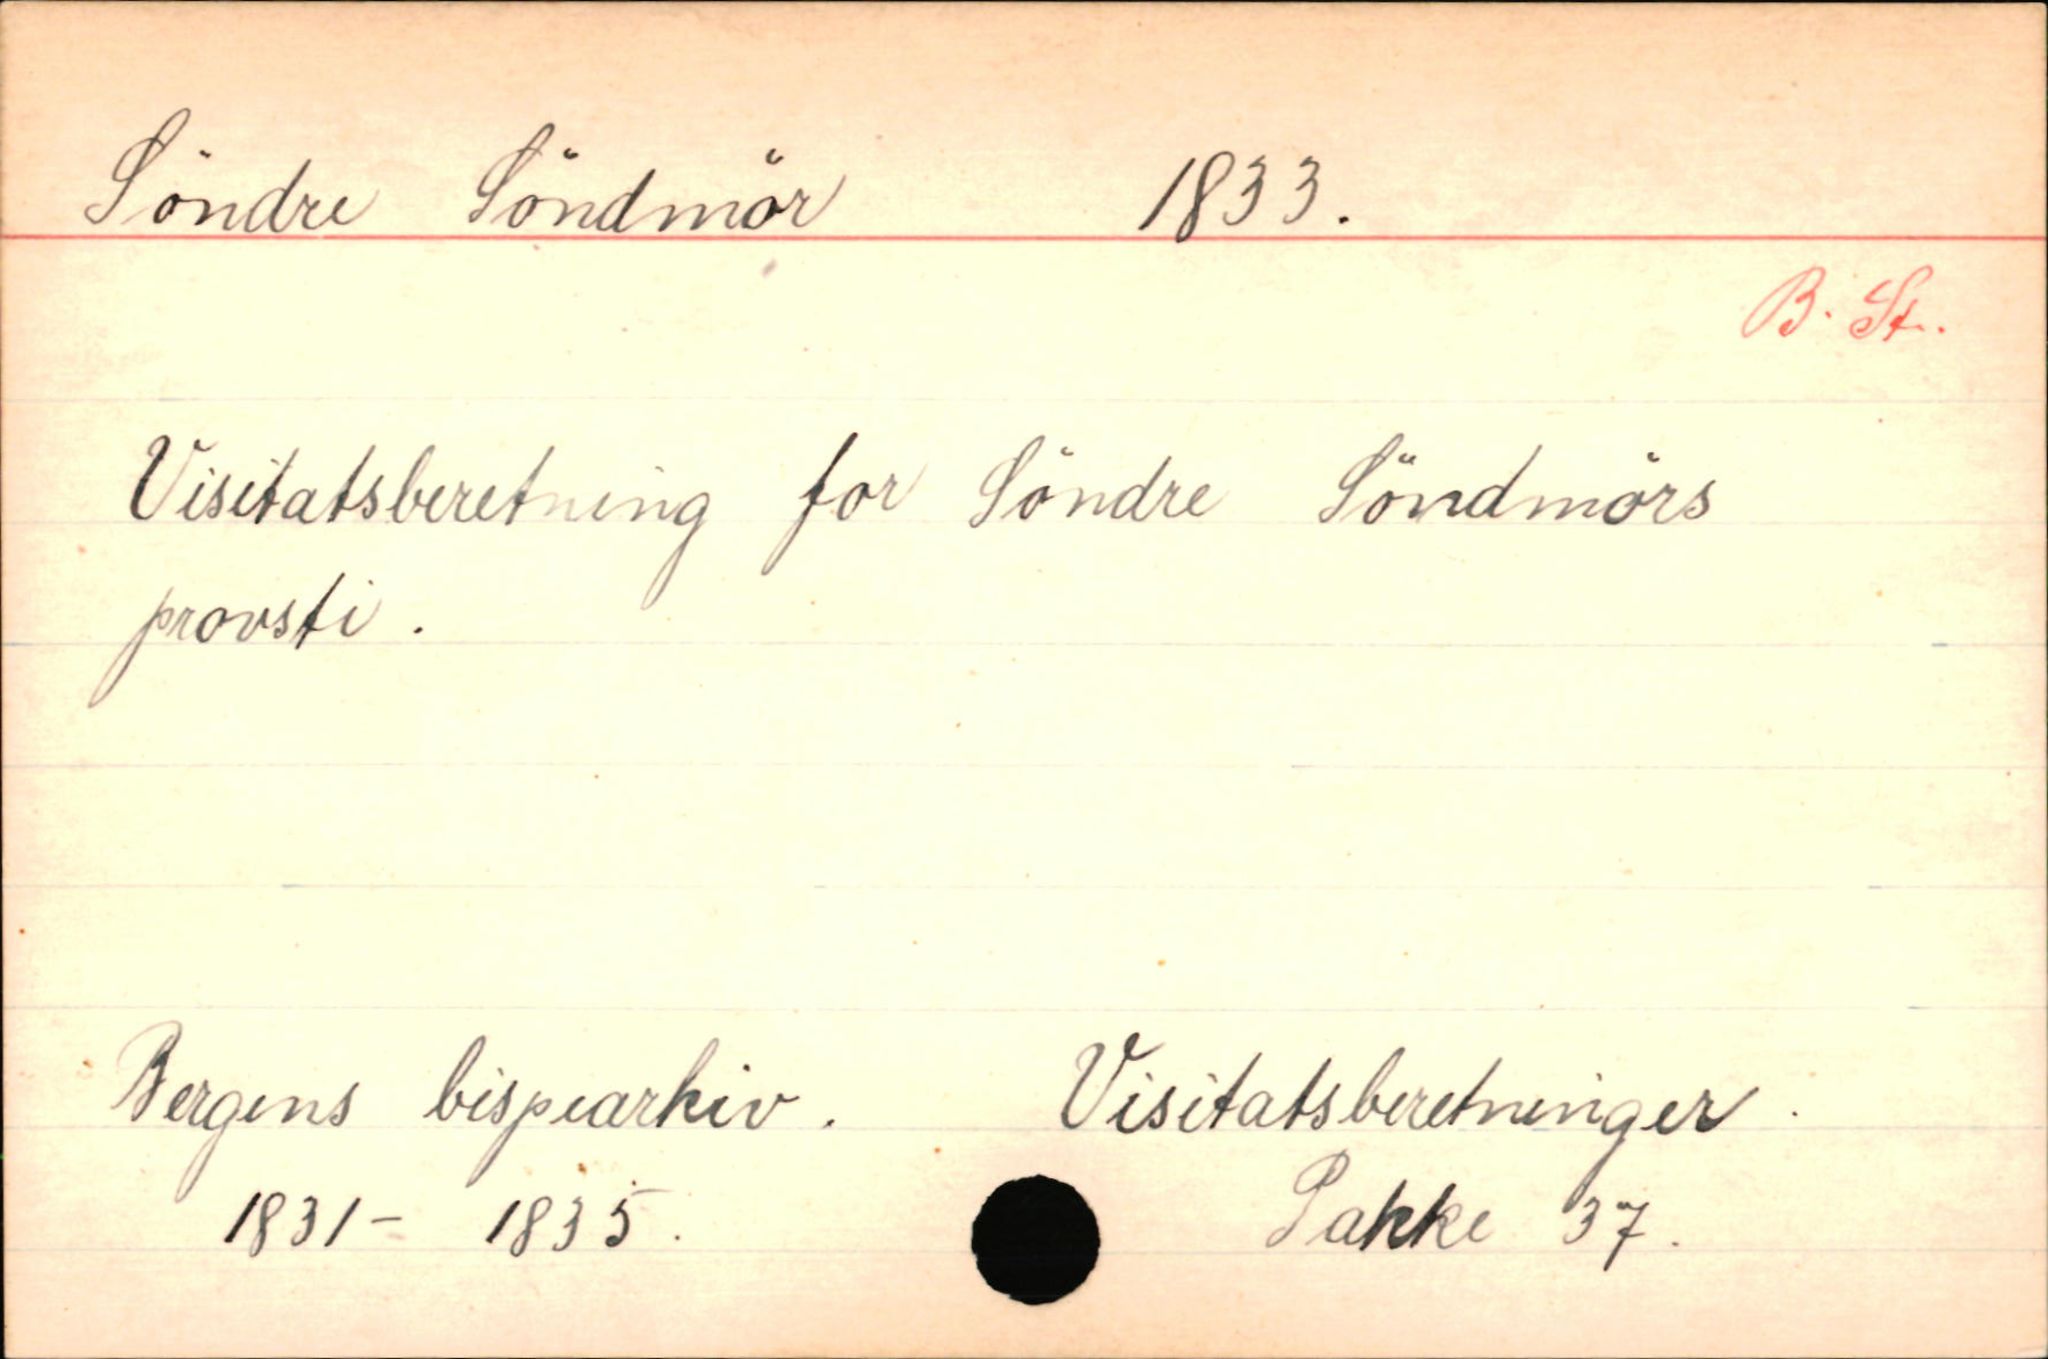 Söndre Söndmör 1833.
B. St.
Visitatsberetning for Söndre Söndmörs
provsti.
Bergens bispearkiv. Visitatsberetninger.
1831- 1835. Pakke 37.